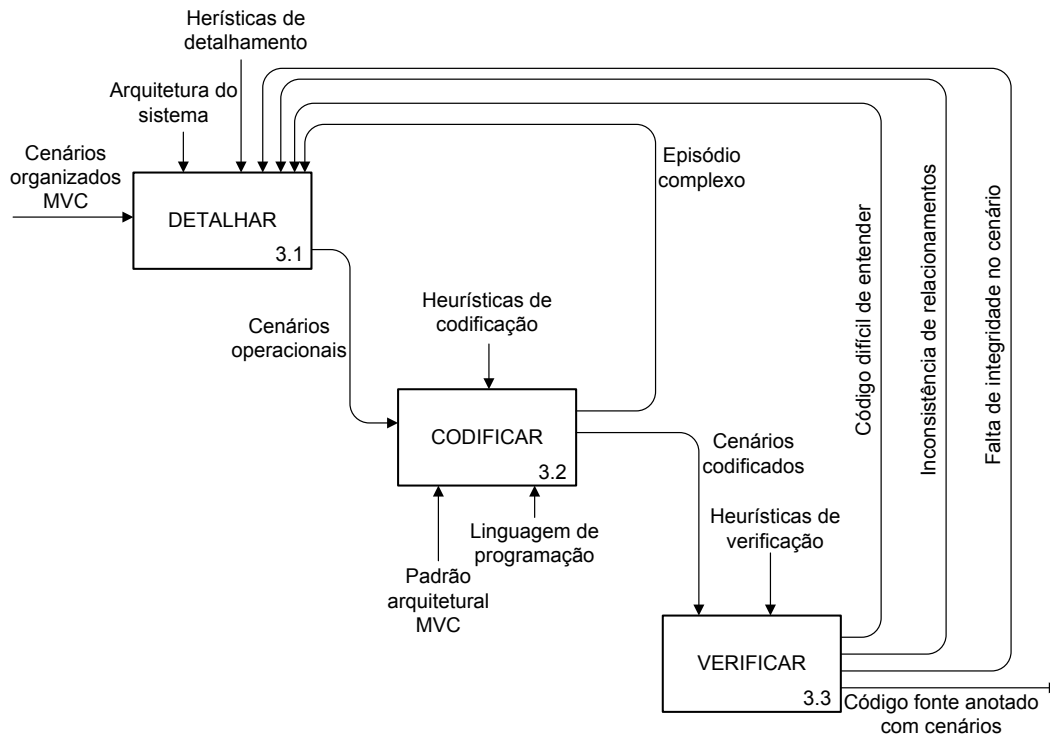 Herísticas de
detalhamento
Arquitetura do
sistema
Cenários
organizados
MVC
DETALHAR
3.1
Episódio
complexo
Código difícil de entender
Inconsistência de relacionamentos
Falta de integridade no cenário
Cenários
operacionais
Heurísticas de
codificação
CODIFICAR
3.2
Cenários
codificados
Linguagem de
programação
Padrão
arquitetural
MVC
Heurísticas de
verificação
VERIFICAR
3.3
Código fonte anotado
com cenários